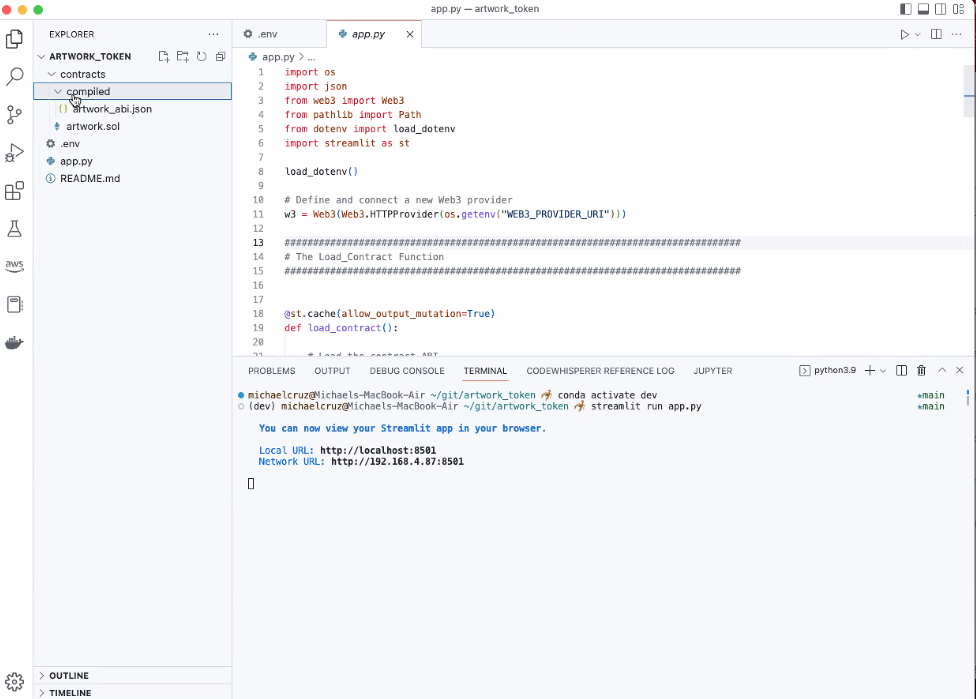 app.py — artwork_token
EXPLORER
ARTWORK_TOKEN
contracts
compiled
artwork_abi.json
artwork.sol
.env
app.py
README.md
aws
OUTLINE
TIMELINE
.env
app.py
app.py > ...
1 import os
2 import json
3 from web3 import Web3
4 from pathlib import Path
5 from dotenv import load_dotenv
6 import streamlit as st
7
8 load_dotenv()
9
10 # Define and connect a new Web3 provider
11 w3 = Web3(Web3.HTTPProvider(os.getenv("WEB3_PROVIDER_URI")))
12
13 ################################################################################
14 # The Load_Contract Function
15 ################################################################################
16
17
18 @st.cache(allow_output_mutation=True)
19 def load_contract():
20
21 # Load the contract ABI
PROBLEMS OUTPUT DEBUG CONSOLE TERMINAL CODEWHISPERER REFERENCE LOG JUPYTER python3.9
michaelcruz@Michaels-MacBook-Air ~/git/artwork_token 🦂 conda activate dev ★main
(dev) michaelcruz@Michaels-MacBook-Air ~/git/artwork_token 🦂 streamlit run app.py ★main
You can now view your Streamlit app in your browser.
Local URL: http://localhost:8501
Network URL: http://192.168.4.87:8501